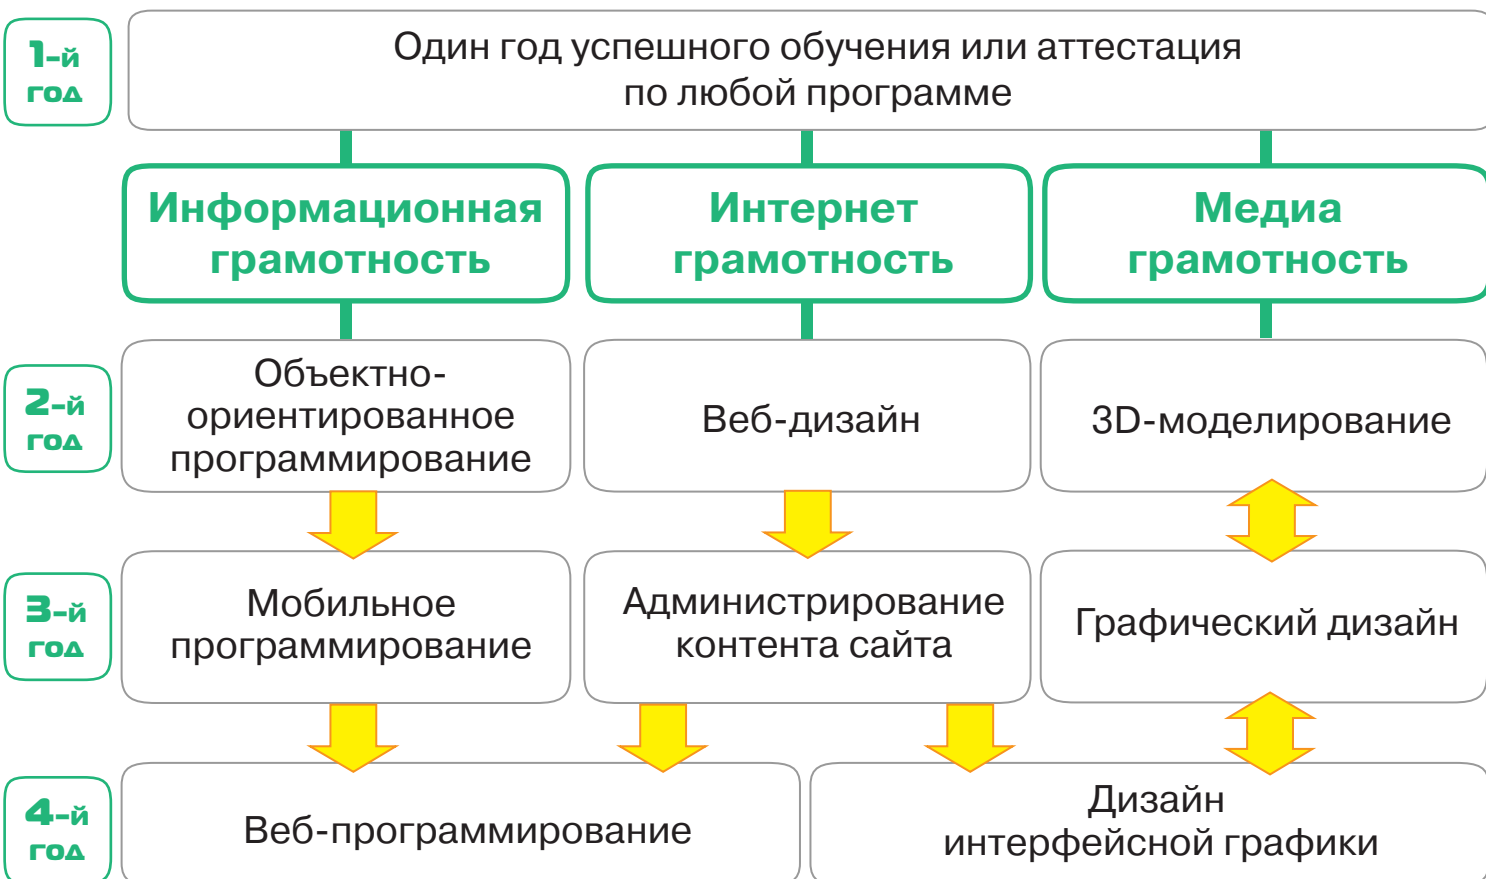 1-й
год
Один год успешного обучения или аттестация
по любой программе
Информационная
грамотность
Интернет
грамотность
Медиа
грамотность
2-й
год
Объектно-
ориентированное
программирование
Веб-дизайн
3D-моделирование
3-й
год
Мобильное
программирование
Администрирование
контента сайта
Графический дизайн
4-й
год
Веб-программирование
Дизайн
интерфейсной графики